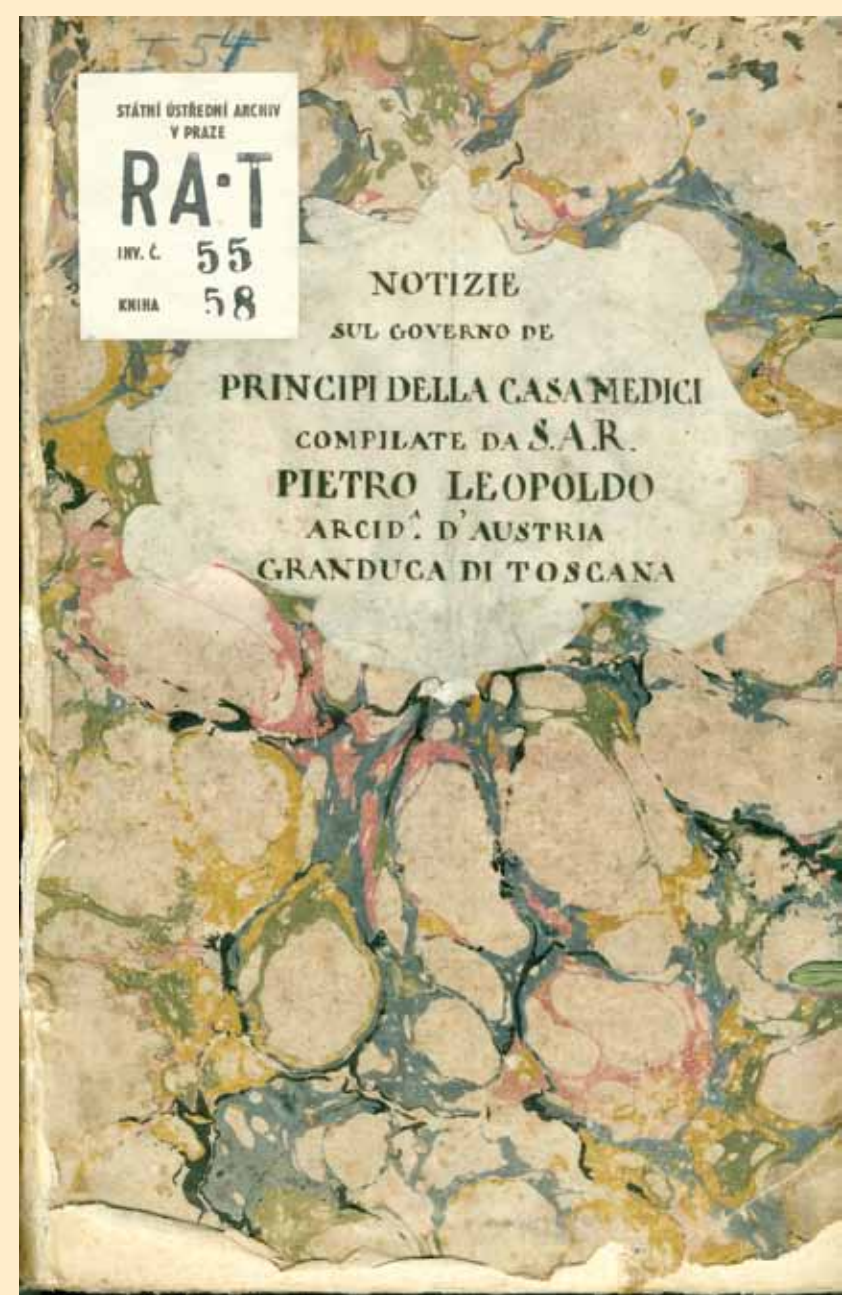 I 54
STÁTNÍ ÚSTŘEDNÍ ARCHIV
V PRAZE
RA·T
INV. Č. 55
KNIHA 58
NOTIZIE
SUL GOVERNO DE
PRINCIPI DELLA CASA MEDICI
COMPILATE DA S.A.R.
PIETRO LEOPOLDO
ARCID.^A D'AUSTRIA
GRANDUCA DI TOSCANA